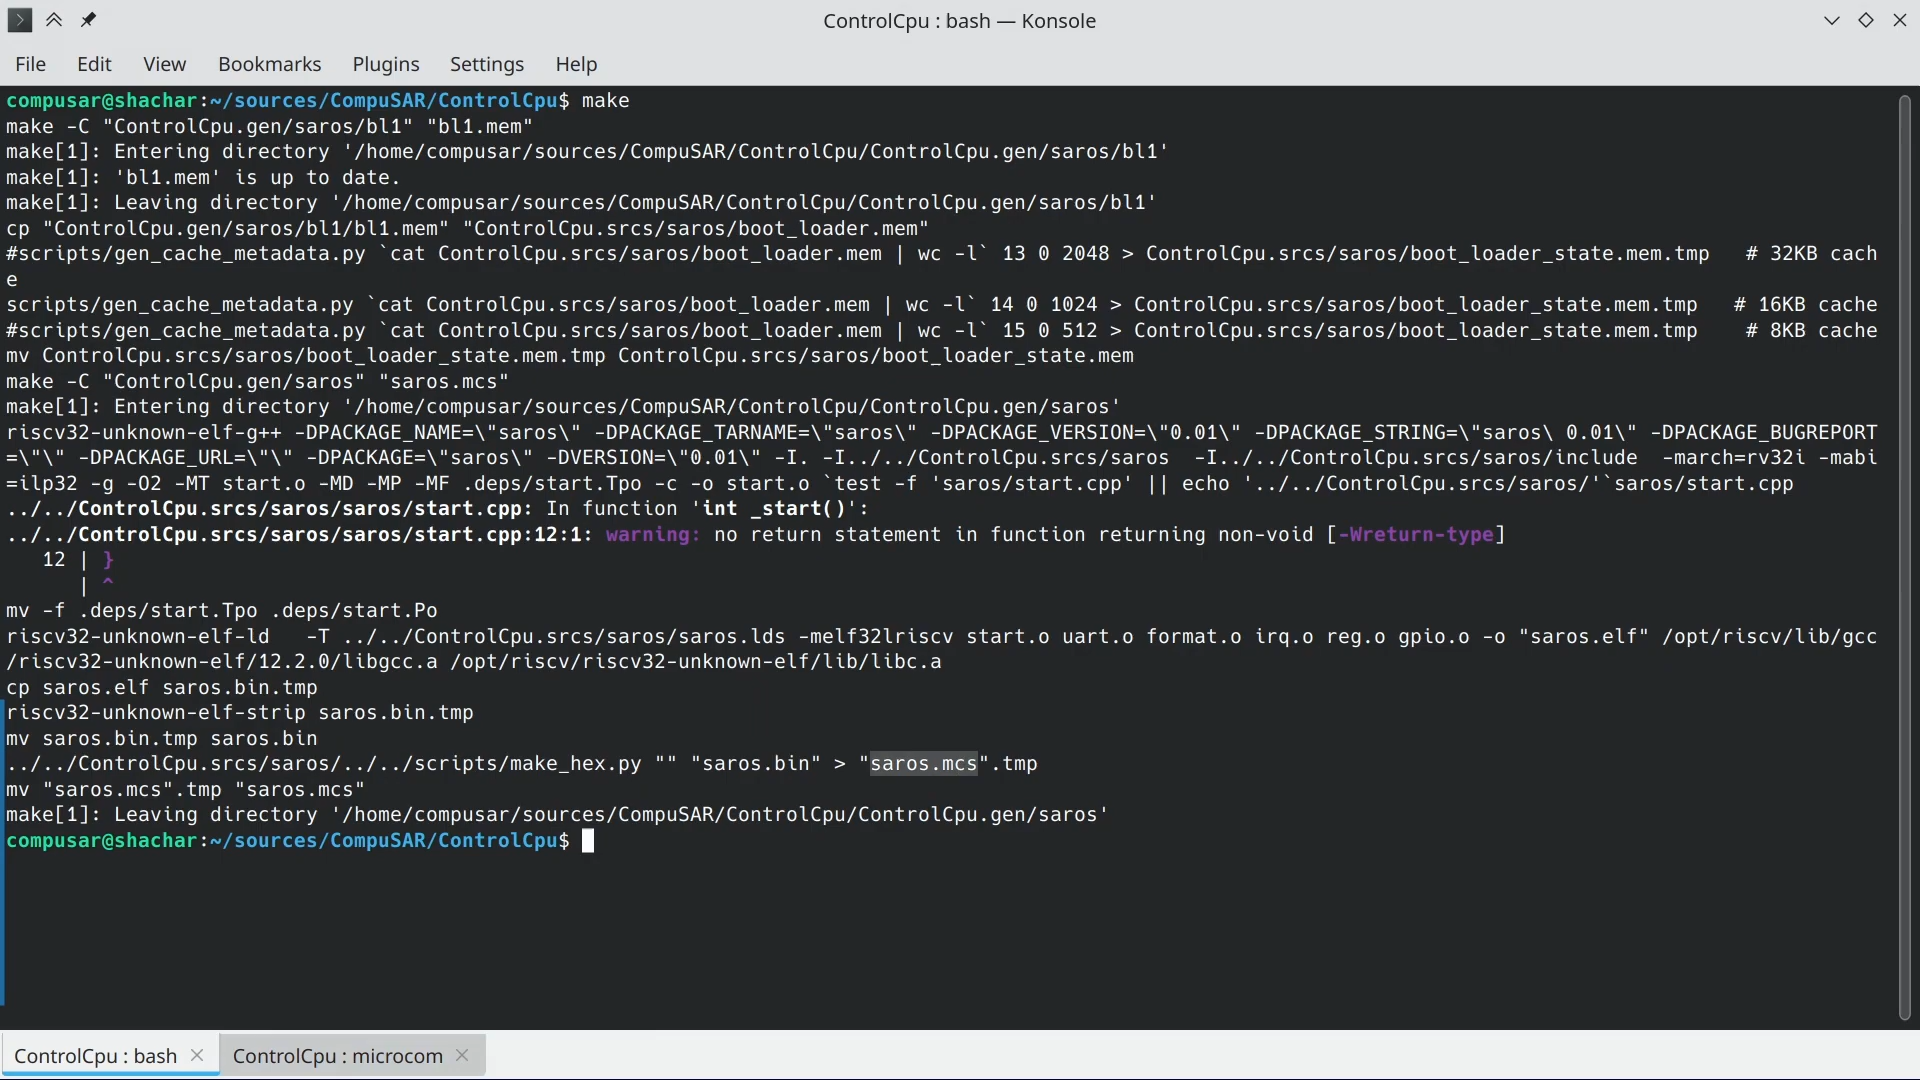 ControlCpu : bash — Konsole
File Edit View Bookmarks Plugins Settings Help
compusar@shachar:~/sources/CompuSAR/ControlCpu$ make
make -C "ControlCpu.gen/saros/bl1" "bl1.mem"
make[1]: Entering directory '/home/compusar/sources/CompuSAR/ControlCpu/ControlCpu.gen/saros/bl1'
make[1]: 'bl1.mem' is up to date.
make[1]: Leaving directory '/home/compusar/sources/CompuSAR/ControlCpu/ControlCpu.gen/saros/bl1'
cp "ControlCpu.gen/saros/bl1/bl1.mem" "ControlCpu.srcs/saros/boot_loader.mem"
#scripts/gen_cache_metadata.py `cat ControlCpu.srcs/saros/boot_loader.mem | wc -l` 13 0 2048 > ControlCpu.srcs/saros/boot_loader_state.mem.tmp   # 32KB cach
e
scripts/gen_cache_metadata.py `cat ControlCpu.srcs/saros/boot_loader.mem | wc -l` 14 0 1024 > ControlCpu.srcs/saros/boot_loader_state.mem.tmp   # 16KB cache
#scripts/gen_cache_metadata.py `cat ControlCpu.srcs/saros/boot_loader.mem | wc -l` 15 0 512 > ControlCpu.srcs/saros/boot_loader_state.mem.tmp    # 8KB cache
mv ControlCpu.srcs/saros/boot_loader_state.mem.tmp ControlCpu.srcs/saros/boot_loader_state.mem
make -C "ControlCpu.gen/saros" "saros.mcs"
make[1]: Entering directory '/home/compusar/sources/CompuSAR/ControlCpu/ControlCpu.gen/saros'
riscv32-unknown-elf-g++ -DPACKAGE_NAME=\"saros\" -DPACKAGE_TARNAME=\"saros\" -DPACKAGE_VERSION=\"0.01\" -DPACKAGE_STRING=\"saros\ 0.01\" -DPACKAGE_BUGREPORT
=\"\" -DPACKAGE_URL=\"\" -DPACKAGE=\"saros\" -DVERSION=\"0.01\" -I. -I../../ControlCpu.srcs/saros  -I../../ControlCpu.srcs/saros/include  -march=rv32i -mabi
=ilp32 -g -O2 -MT start.o -MD -MP -MF .deps/start.Tpo -c -o start.o `test -f 'saros/start.cpp' || echo '../../ControlCpu.srcs/saros/'`saros/start.cpp
../../ControlCpu.srcs/saros/saros/start.cpp: In function 'int _start()':
../../ControlCpu.srcs/saros/saros/start.cpp:12:1: warning: no return statement in function returning non-void [-Wreturn-type]
   12 | }
      | ^
mv -f .deps/start.Tpo .deps/start.Po
riscv32-unknown-elf-ld   -T ../../ControlCpu.srcs/saros/saros.lds -melf32lriscv start.o uart.o format.o irq.o reg.o gpio.o -o "saros.elf" /opt/riscv/lib/gcc
/riscv32-unknown-elf/12.2.0/libgcc.a /opt/riscv/riscv32-unknown-elf/lib/libc.a
cp saros.elf saros.bin.tmp
riscv32-unknown-elf-strip saros.bin.tmp
mv saros.bin.tmp saros.bin
../../ControlCpu.srcs/saros/../../scripts/make_hex.py "" "saros.bin" > "saros.mcs".tmp
mv "saros.mcs".tmp "saros.mcs"
make[1]: Leaving directory '/home/compusar/sources/CompuSAR/ControlCpu/ControlCpu.gen/saros'
compusar@shachar:~/sources/CompuSAR/ControlCpu$
ControlCpu : bash ControlCpu : microcom